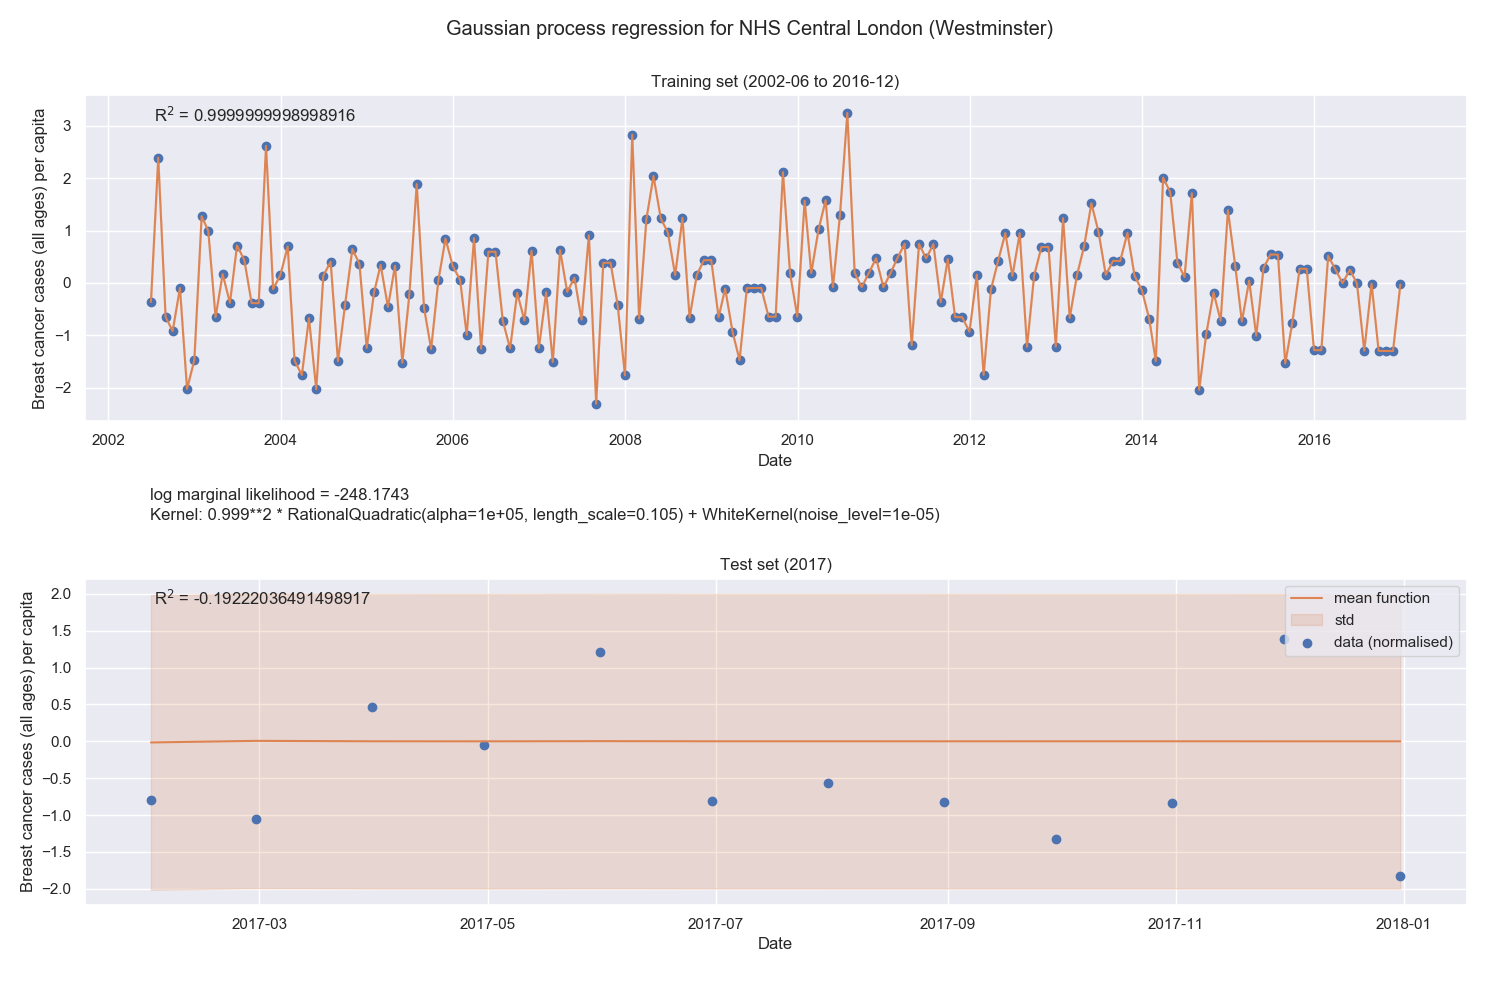 Gaussian process regression for NHS Central London (Westminster)
Training set (2002-06 to 2016-12)
R² = 0.9999999998998916
Breast cancer cases (all ages) per capita
3
2
1
0
−1
−2
2002 2004 2006 2008 2010 2012 2014 2016
Date
log marginal likelihood = -248.1743
Kernel: 0.999**2 * RationalQuadratic(alpha=1e+05, length_scale=0.105) + WhiteKernel(noise_level=1e-05)
Test set (2017)
R² = -0.19222036491498917
mean function
std
data (normalised)
Breast cancer cases (all ages) per capita
2.0
1.5
1.0
0.5
0.0
−0.5
−1.0
−1.5
−2.0
2017-03 2017-05 2017-07 2017-09 2017-11 2018-01
Date